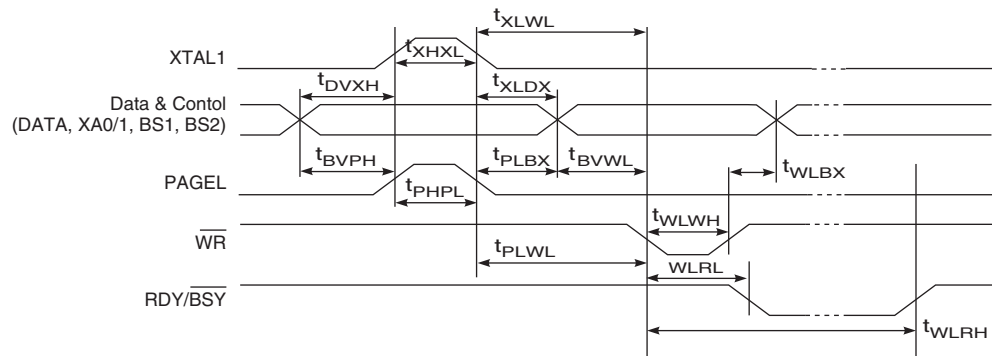 tXLWL
XTAL1
tXHXL
tDVXH
tXLDX
Data & Contol
(DATA, XA0/1, BS1, BS2)
tBVPH
tPLBX
tBVWL
tWLBX
PAGEL
tPHPL
tWLWH
WR
tPLWL
WLRL
RDY/BSY
tWLRH